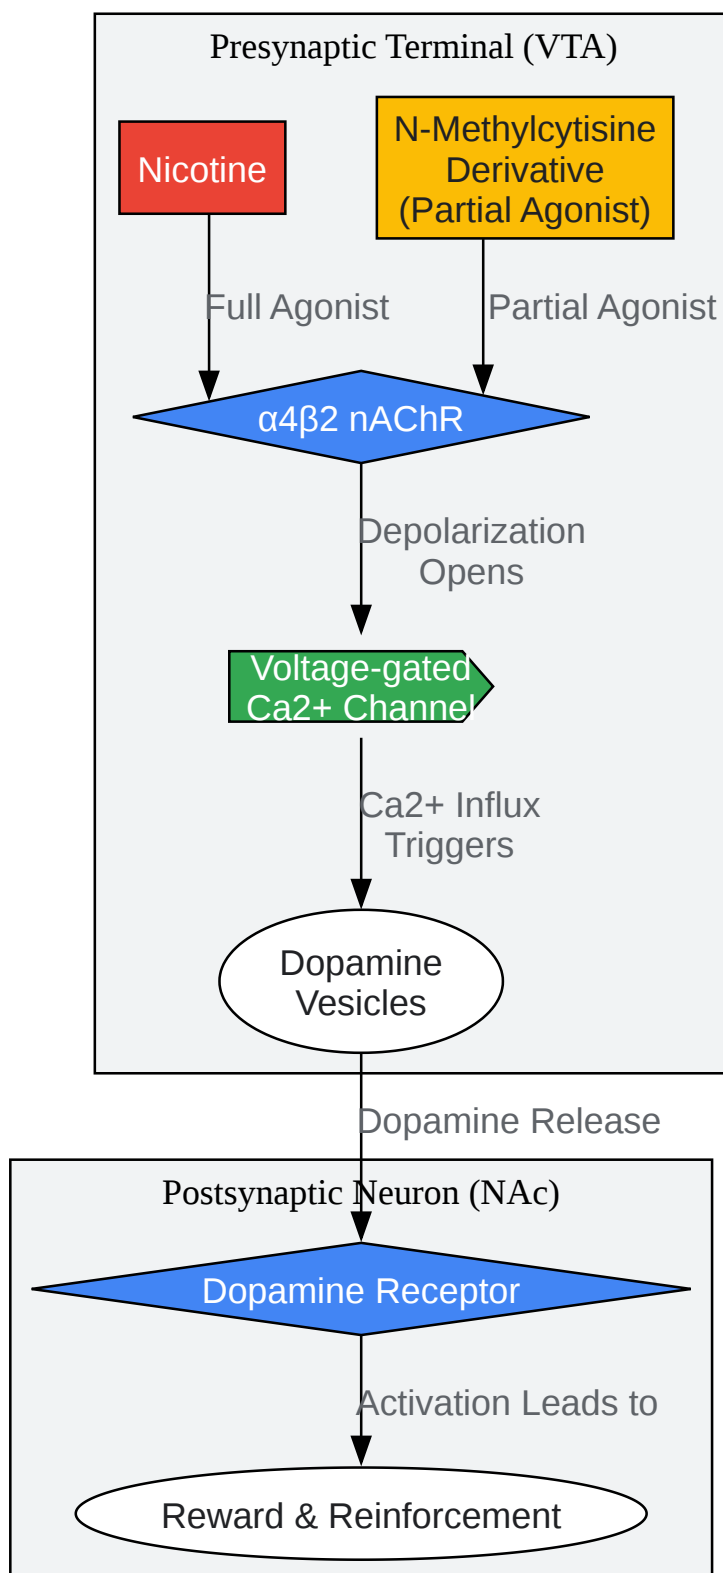 Presynaptic Terminal (VTA)
Nicotine
N-Methylcytisine
Derivative
(Partial Agonist)
Full Agonist
Partial Agonist
α4β2 nAChR
Depolarization
Opens
Voltage-gated
Ca2+ Channel
Ca2+ Influx
Triggers
Dopamine
Vesicles
Dopamine Release
Postsynaptic Neuron (NAc)
Dopamine Receptor
Activation Leads to
Reward & Reinforcement